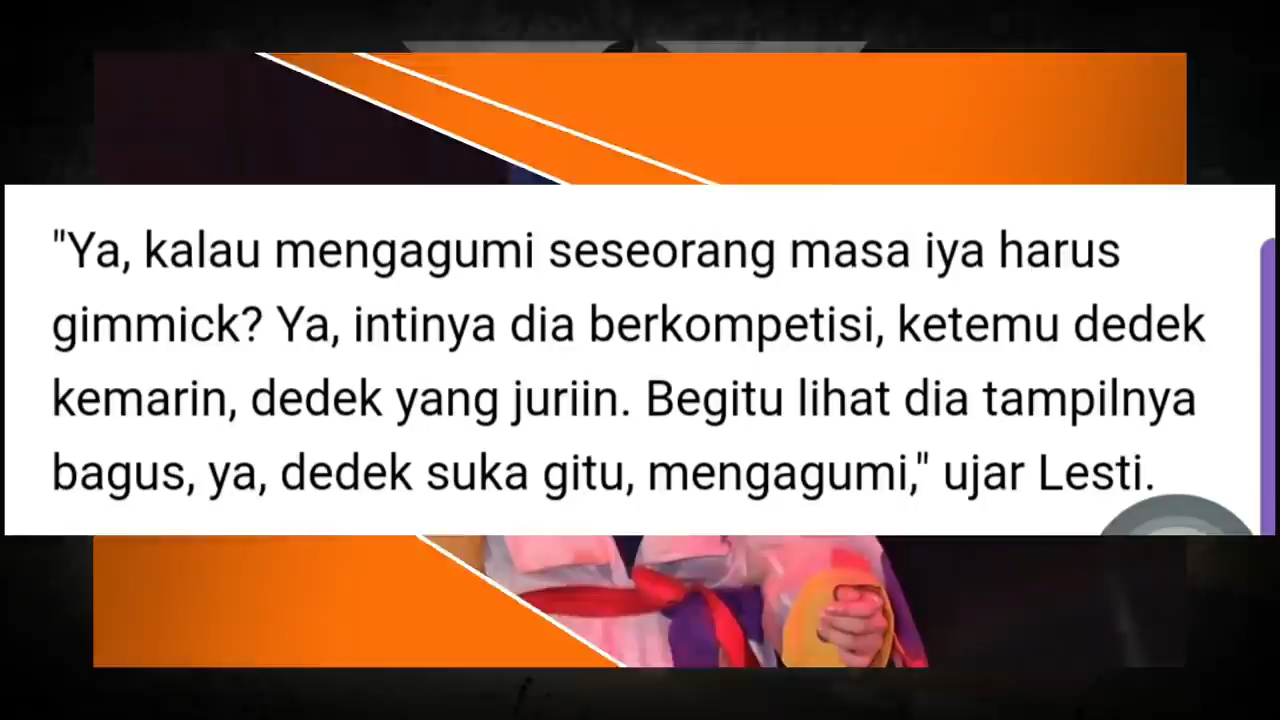 "Ya, kalau mengagumi seseorang masa iya harus
gimmick? Ya, intinya dia berkompetisi, ketemu dedek
kemarin, dedek yang juriin. Begitu lihat dia tampilnya
bagus, ya, dedek suka gitu, mengagumi," ujar Lesti.